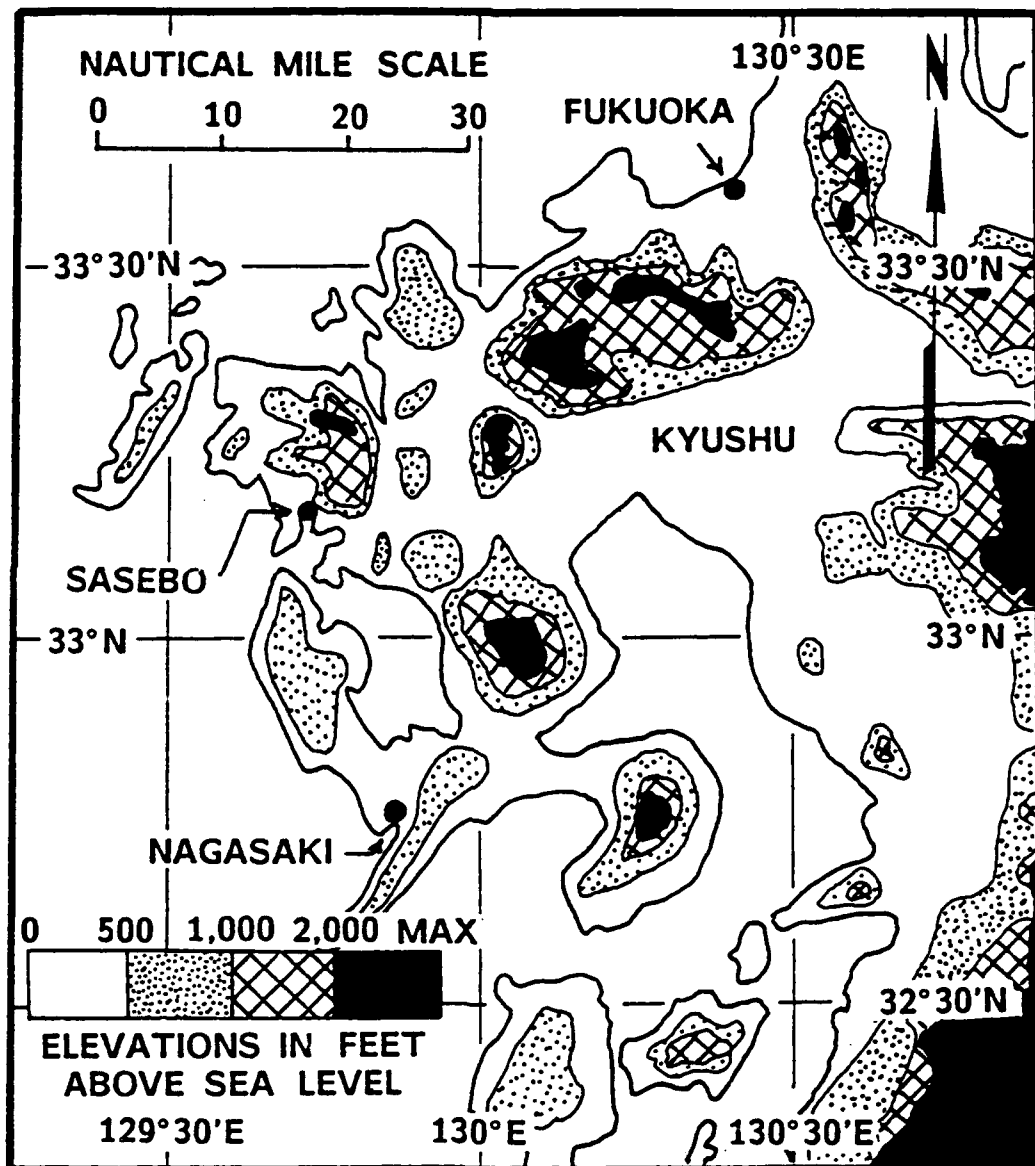 NAUTICAL MILE SCALE
0 10 20 30
130°30E
N
FUKUOKA
33°30'N
33°30'N
KYUSHU
SASEBO
33°N
33°N
NAGASAKI
0 500 1,000 2,000 MAX
32°30'N
ELEVATIONS IN FEET
ABOVE SEA LEVEL
129°30'E
130°E
130°30'E